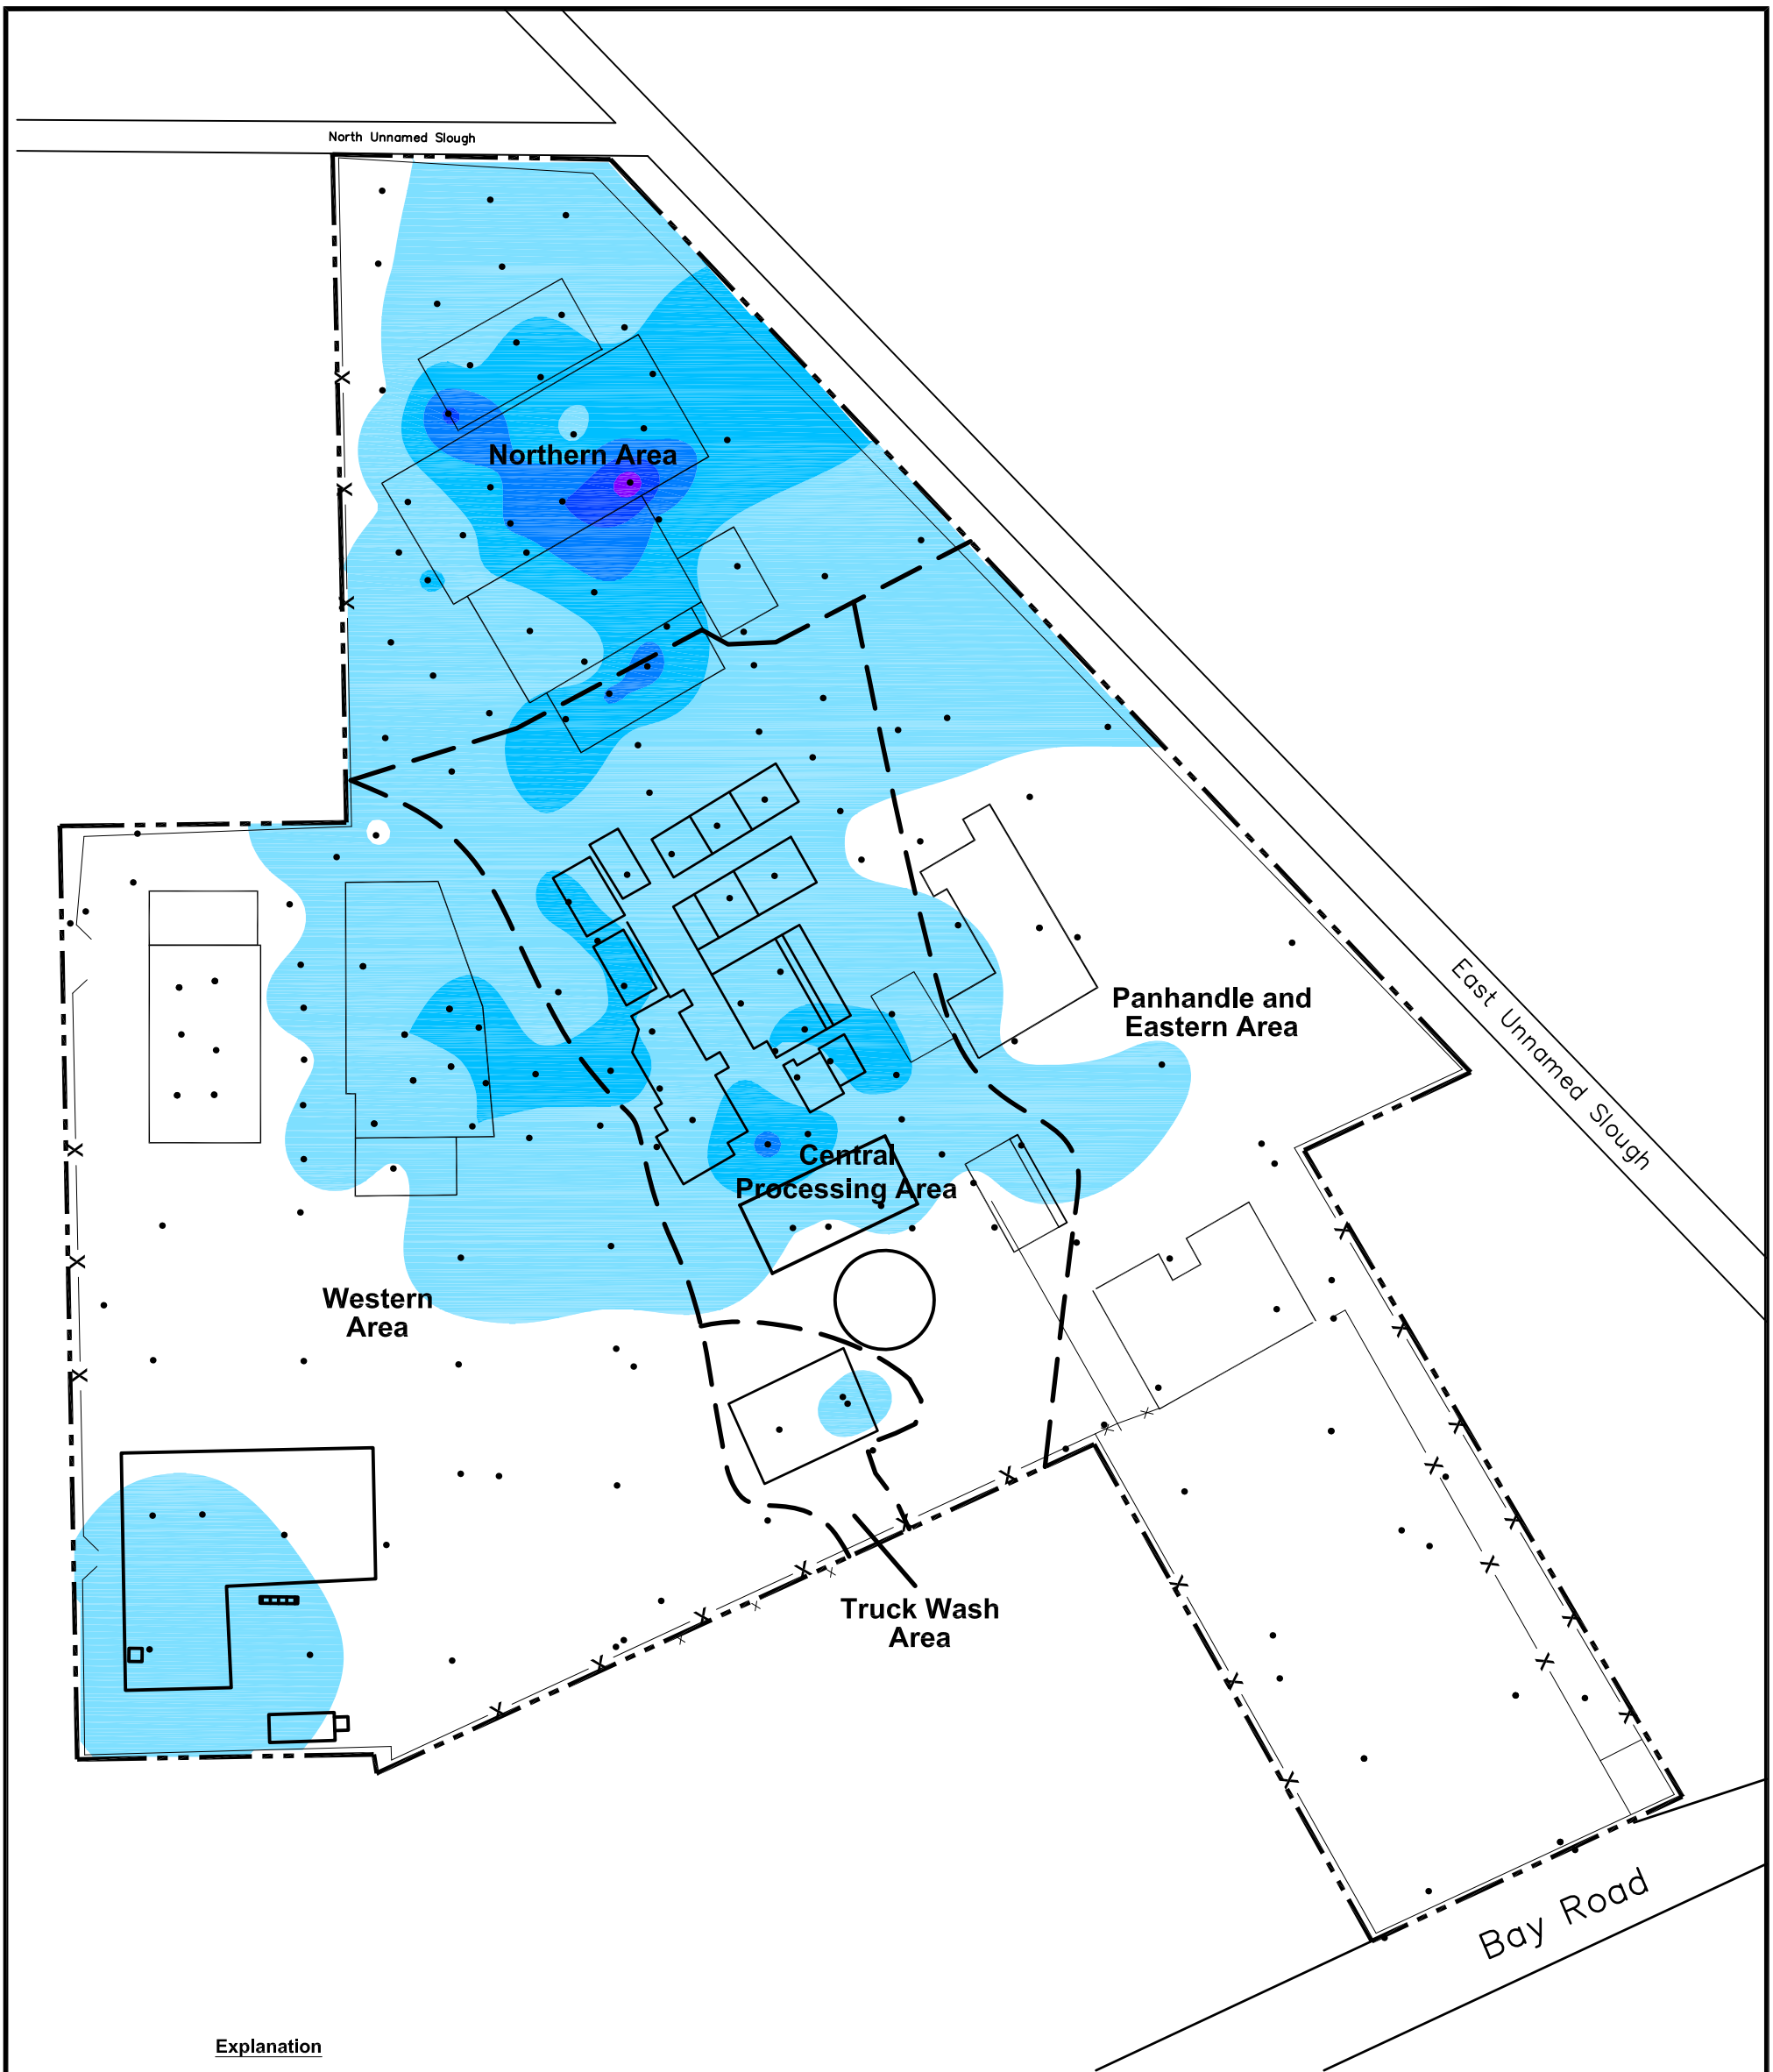 North Unnamed Slough
Northern Area
East Unnamed Slough
Panhandle and
Eastern Area
Central
Processing Area
Western
Area
Truck Wash
Area
Bay Road
Explanation